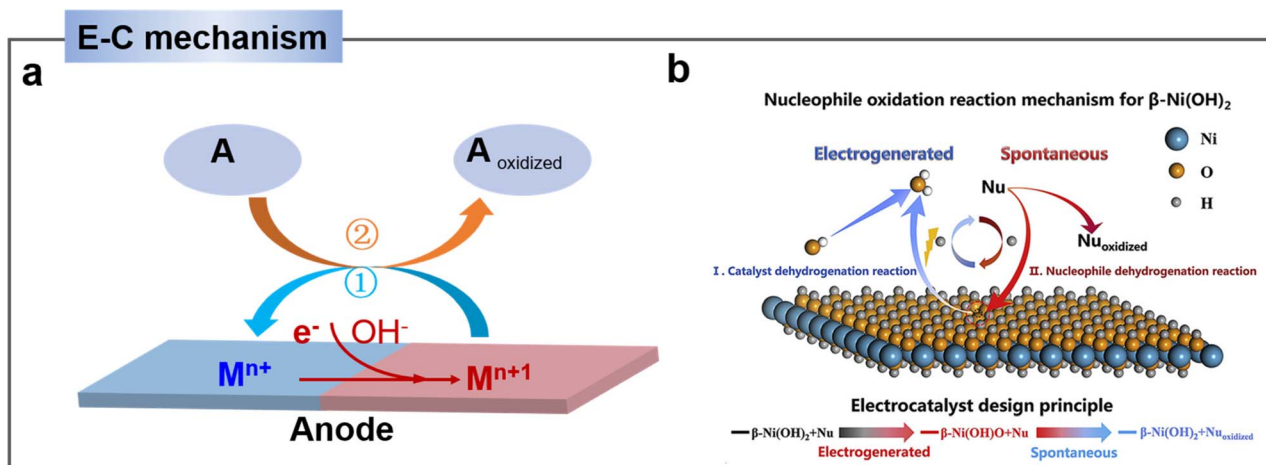 E-C mechanism
a
A
A oxidized
②
①
e- OH-
Mn+
Mn+1
Anode
b
Nucleophile oxidation reaction mechanism for β-Ni(OH)2
Electrogenerated
Spontaneous
Ni
O
H
Nu
Nuoxidized
I. Catalyst dehydrogenation reaction
II. Nucleophile dehydrogenation reaction
Electrocatalyst design principle
β-Ni(OH)2+Nu
β-Ni(OH)O+Nu
β-Ni(OH)2+Nuoxidized
Electrogenerated
Spontaneous